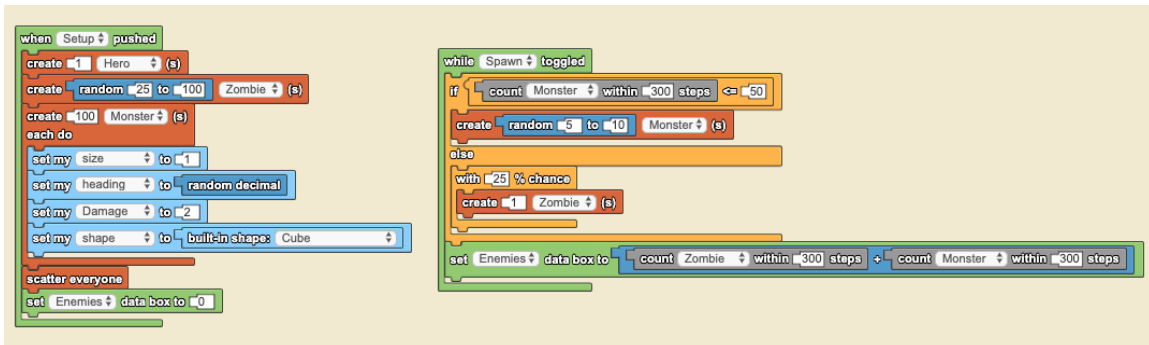 when Setup pushed
create 1 Hero (s)
create random 25 to 100 Zombie (s)
create 100 Monster (s)
each do
set my size to 1
set my heading to random decimal
set my Damage to 2
set my shape to built-in shape: Cube
scatter everyone
set Enemies data box to 0
while Spawn toggled
if count Monster within 300 steps <= 50
create random 5 to 10 Monster (s)
else
with 25 % chance
create 1 Zombie (s)
set Enemies data box to count Zombie within 300 steps + count Monster within 300 steps